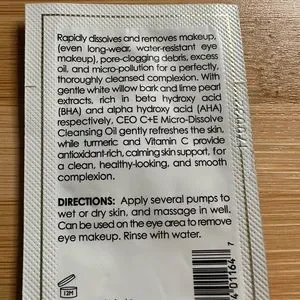 Rapidly dissolves and removes makeup,
(even long-wear, water-resistant eye
makeup), pore-clogging debris, excess
oil, and micro-pollution for a perfectly,
thoroughly cleansed complexion. With
gentle white willow bark and lime pearl
extracts, rich in beta hydroxy acid
(BHA) and alpha hydroxy acid (AHA)
respectively, CEO C+E Micro-Dissolve
Cleansing Oil gently refreshes the skin,
while turmeric and Vitamin C provide
antioxidant-rich, calming skin support, for
a clean, healthy-looking, and smooth
complexion.
DIRECTIONS: Apply several pumps to
wet or dry skin, and massage in well.
Can be used on the eye area to remove
eye makeup. Rinse with water.
12M
01164 7